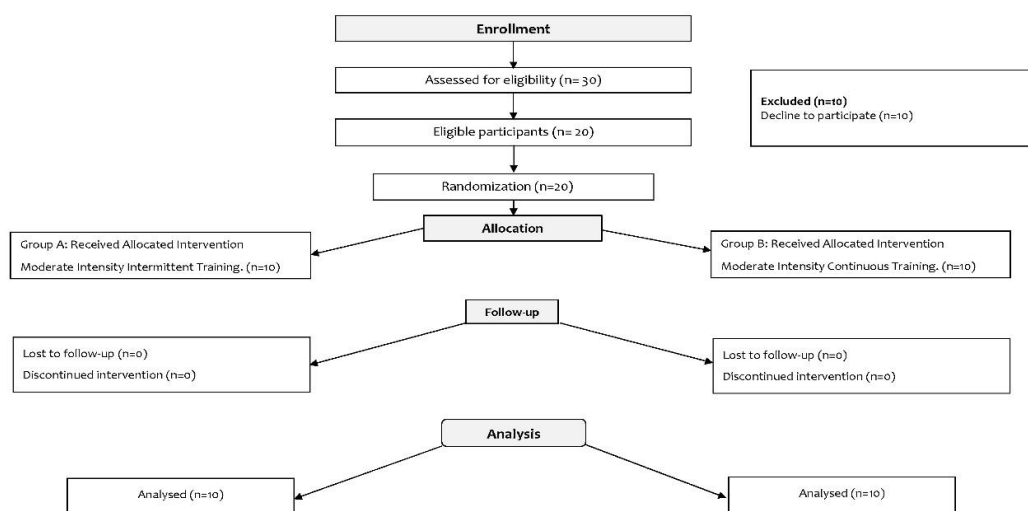 Enrollment
Assessed for eligibility (n= 30)
Excluded (n=10)
Decline to participate (n=10)
Eligible participants (n= 20)
Randomization (n=20)
Allocation
Group A: Received Allocated Intervention
Moderate Intensity Intermittent Training. (n=10)
Group B: Received Allocated Intervention
Moderate Intensity Continuous Training. (n=10)
Follow-up
Lost to follow-up (n=0)
Discontinued intervention (n=0)
Lost to follow-up (n=0)
Discontinued intervention (n=0)
Analysis
Analysed (n=10)
Analysed (n=10)